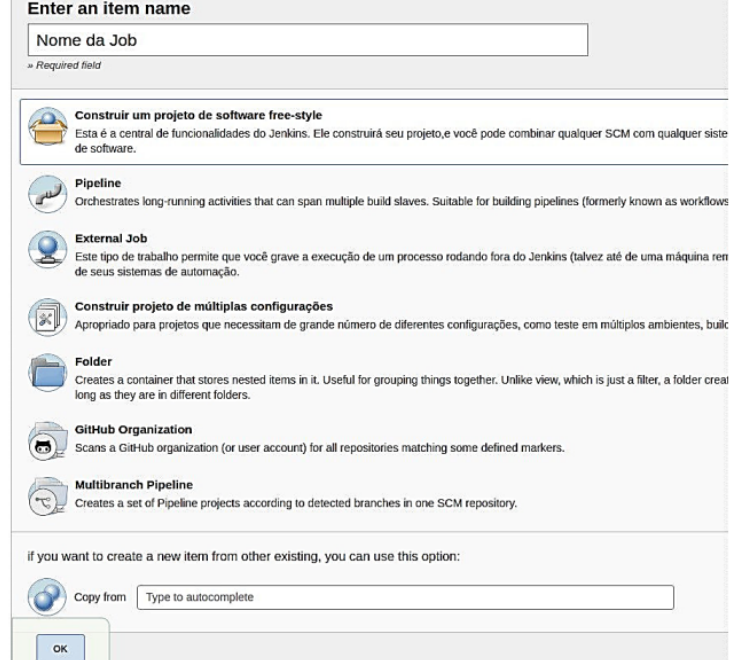 Enter an item name
Nome da Job
» Required field
Construir um projeto de software free-style
Esta é a central de funcionalidades do Jenkins. Ele construirá seu projeto,e você pode combinar qualquer SCM com qualquer siste
de software.
Pipeline
Orchestrates long-running activities that can span multiple build slaves. Suitable for building pipelines (formerly known as workflows
External Job
Este tipo de trabalho permite que você grave a execução de um processo rodando fora do Jenkins (talvez até de uma máquina rem
de seus sistemas de automação.
Construir projeto de múltiplas configurações
Apropriado para projetos que necessitam de grande número de diferentes configurações, como teste em múltiplos ambientes, build
Folder
Creates a container that stores nested items in it. Useful for grouping things together. Unlike view, which is just a filter, a folder crea
long as they are in different folders.
GitHub Organization
Scans a GitHub organization (or user account) for all repositories matching some defined markers.
Multibranch Pipeline
Creates a set of Pipeline projects according to detected branches in one SCM repository.
if you want to create a new item from other existing, you can use this option:
Copy from Type to autocomplete
OK